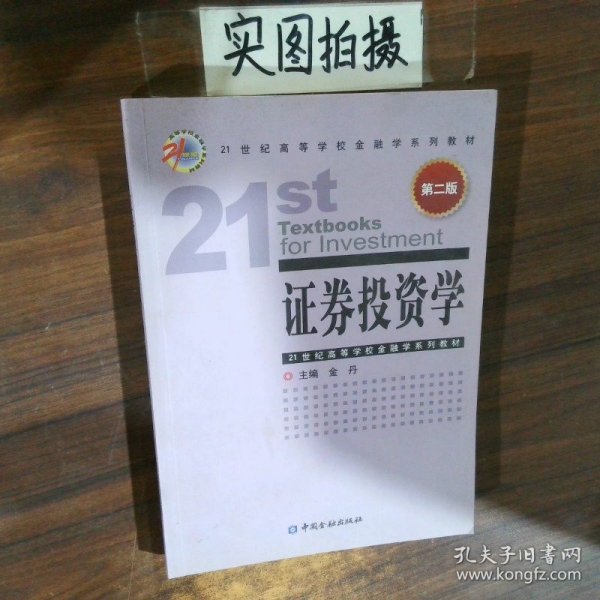 实图拍摄
21世纪高等学校金融学系列教材
第二版
21st
Textbooks
for Investment
证券投资学
21世纪高等学校金融学系列教材
主编 金丹
中国金融出版社
孔夫子旧书网
www.kongfz.com